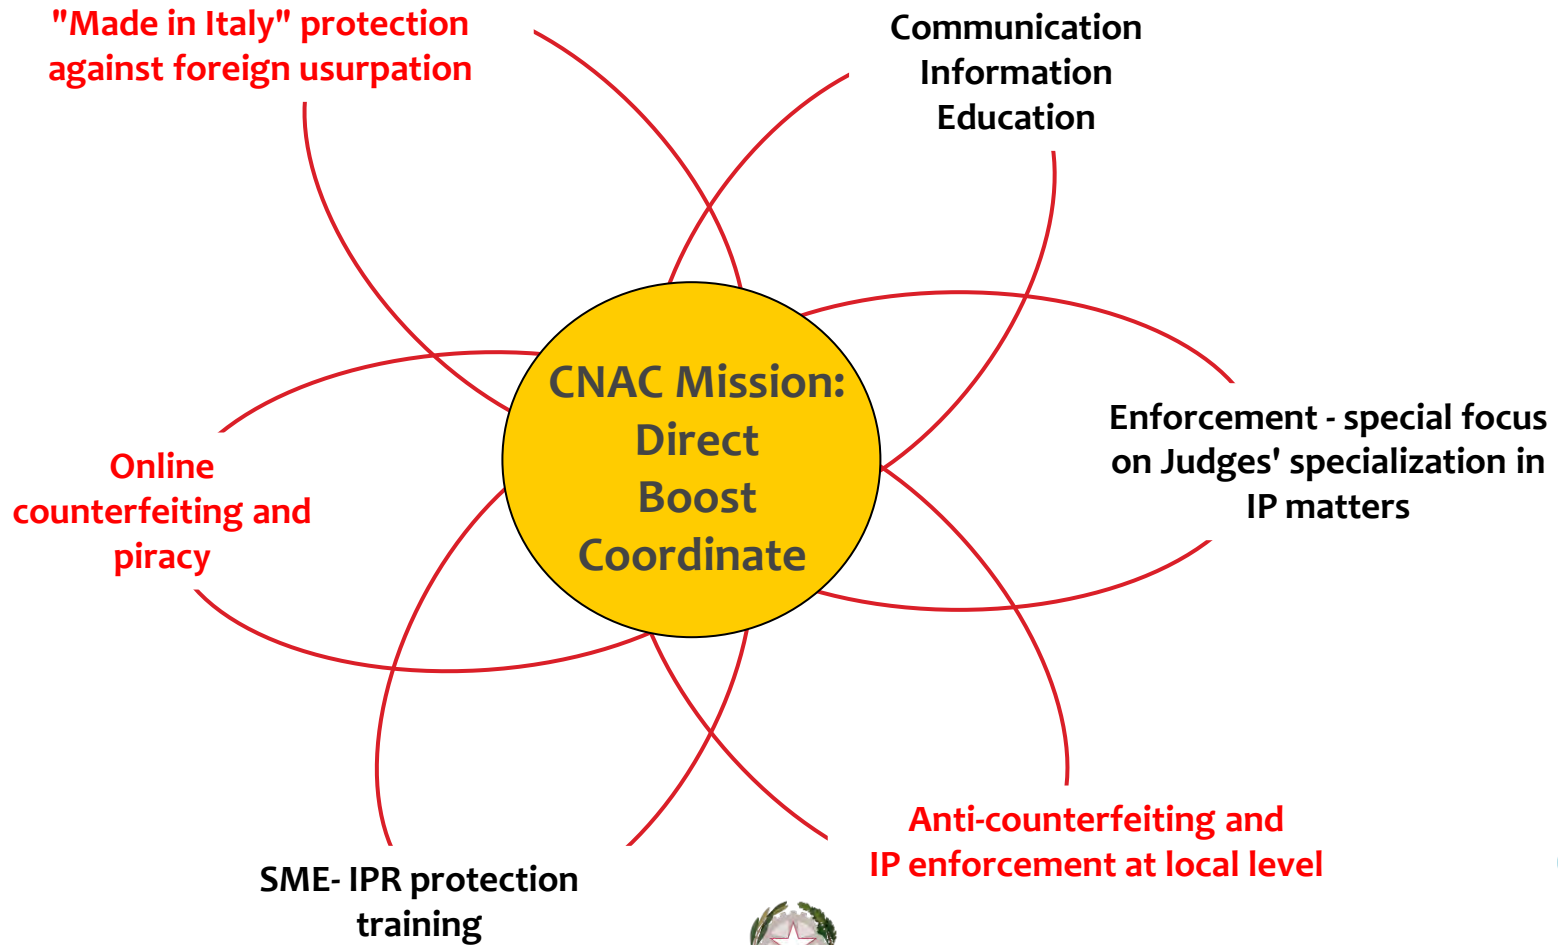 "Made in Italy" protection
against foreign usurpation
Communication
Information
Education
CNAC Mission:
Direct
Boost
Coordinate
Enforcement - special focus
on Judges' specialization in
IP matters
Online
counterfeiting and
piracy
Anti-counterfeiting and
IP enforcement at local level
SME- IPR protection
training